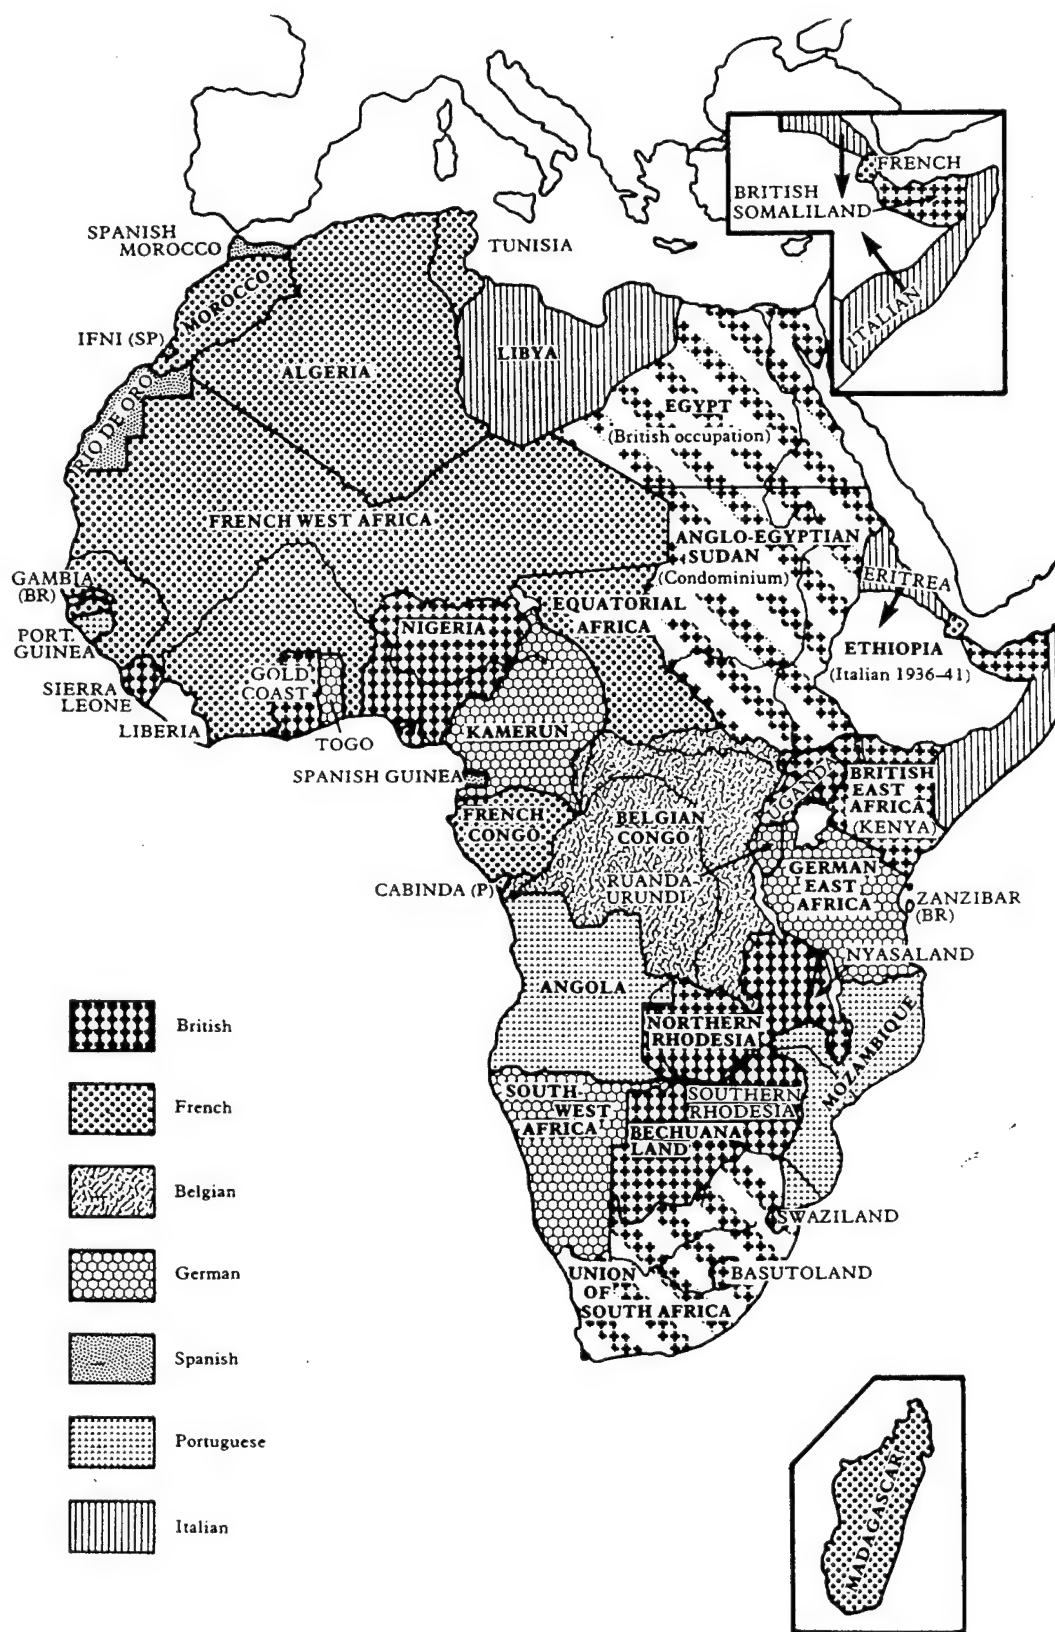 FRENCH
BRITISH
SOMALILAND
ITALIAN
SPANISH
MOROCCO
TUNISIA
MOROCCO
IFNI (SP)
ALGERIA
LIBYA
RIO DE ORO
EGYPT
(British occupation)
FRENCH WEST AFRICA
ANGLO-EGYPTIAN
SUDAN
(Condominium)
GAMBIA
(BR)
ERITREA
EQUATORIAL
AFRICA
NIGERIA
PORT.
GUINEA
ETHIOPIA
(Italian 1936–41)
GOLD
COAST
SIERRA
LEONE
LIBERIA
TOGO
KAMERUN
SPANISH GUINEA
UGANDA
BRITISH
EAST
AFRICA
(KENYA)
FRENCH
CONGO
BELGIAN
CONGO
GERMAN
EAST
AFRICA
CABINDA (P)
RUANDA-
URUNDI
ZANZIBAR
(BR)
NYASALAND
ANGOLA
NORTHERN
RHODESIA
MOZAMBIQUE
SOUTH-
WEST
AFRICA
SOUTHERN
RHODESIA
BECHUANA
LAND
SWAZILAND
UNION
OF
SOUTH AFRICA
BASUTOLAND
MADAGASCAR
British
French
Belgian
German
Spanish
Portuguese
Italian